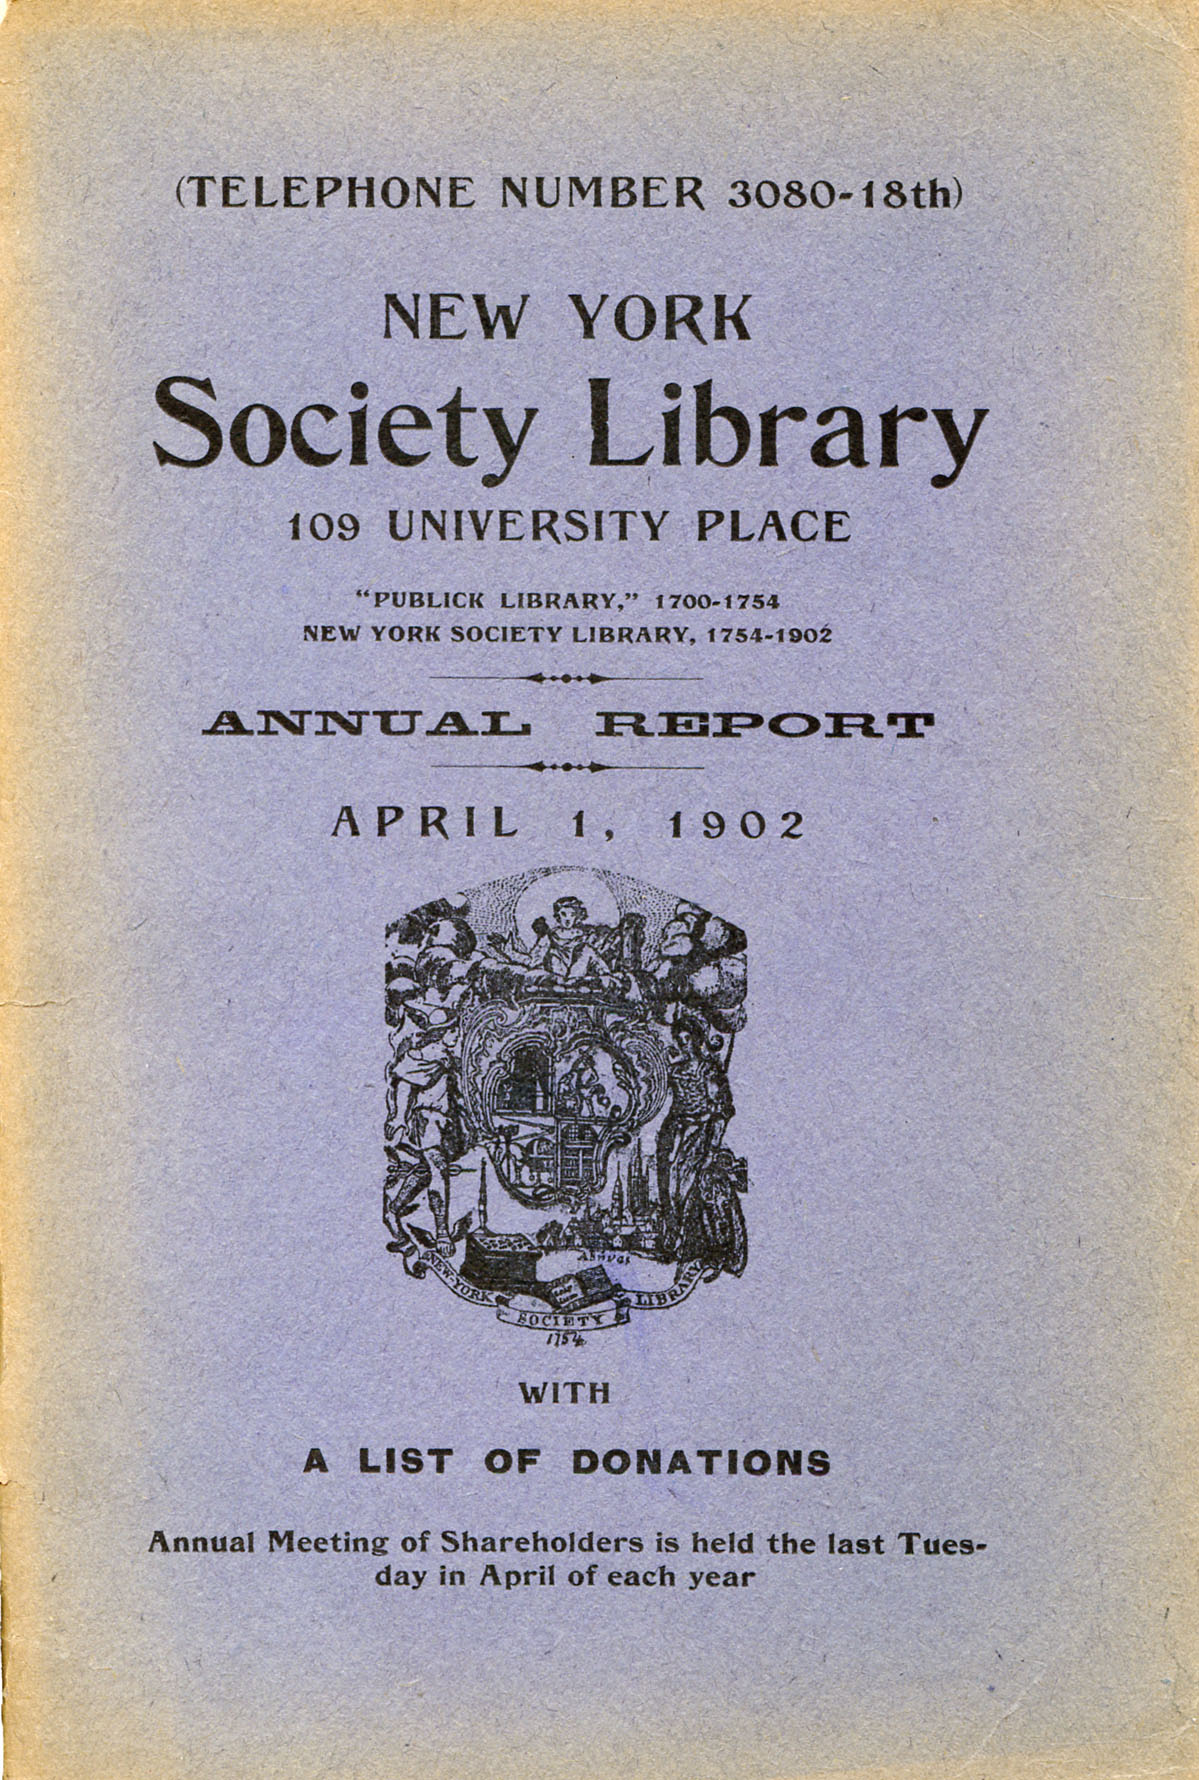 (TELEPHONE NUMBER 3080-18th)
NEW YORK
Society Library
109 UNIVERSITY PLACE
"PUBLICK LIBRARY," 1700-1754
NEW YORK SOCIETY LIBRARY, 1754-1902
ANNUAL REPORT
APRIL 1, 1902
NEW-YORK SOCIETY LIBRARY
1754
WITH
A LIST OF DONATIONS
Annual Meeting of Shareholders is held the last Tues-
day in April of each year